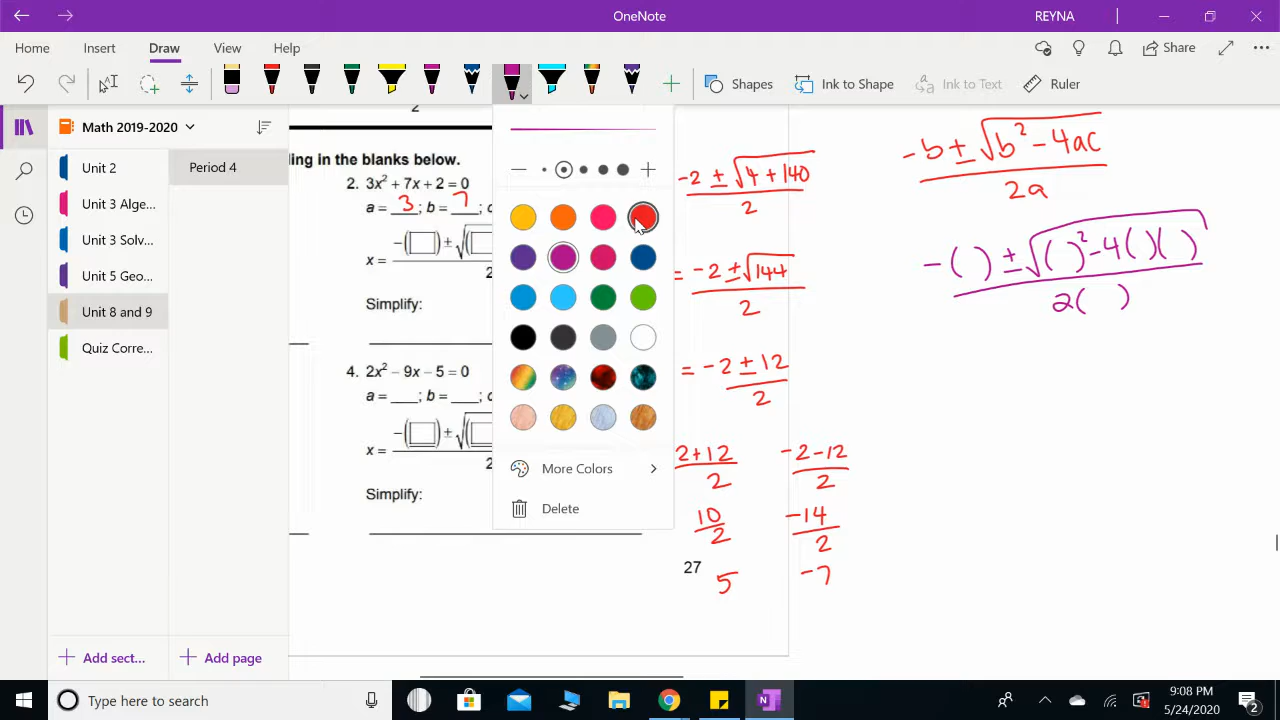 OneNote
REYNA
Home Insert Draw View Help
Share
Shapes
Ink to Shape
Ink to Text
Ruler
Math 2019-2020
Unit 2
Unit 3 Alge...
Unit 3 Solv...
Unit 5 Geo...
Unit 8 and 9
Quiz Corre...
Add sect...
Period 4
Add page
2
ing in the blanks below.
2. 3x² + 7x + 2 = 0
a = 3 ; b = 7 ; c
-( ) ± √(
x =
2
Simplify:
4. 2x² - 9x - 5 = 0
a = ___; b = ___; c
-( ) ± √(
x =
2
Simplify:
27
More Colors
Delete
-2 ± √4 + 140
2
= -2 ± √144
2
= -2 ± 12
2
2+12
2
10
2
5
-2-12
2
-14
2
-7
-b ± √b² - 4ac
2a
-( ) ± √( )² - 4( )( )
2( )
Type here to search
9:08 PM
5/24/2020
2